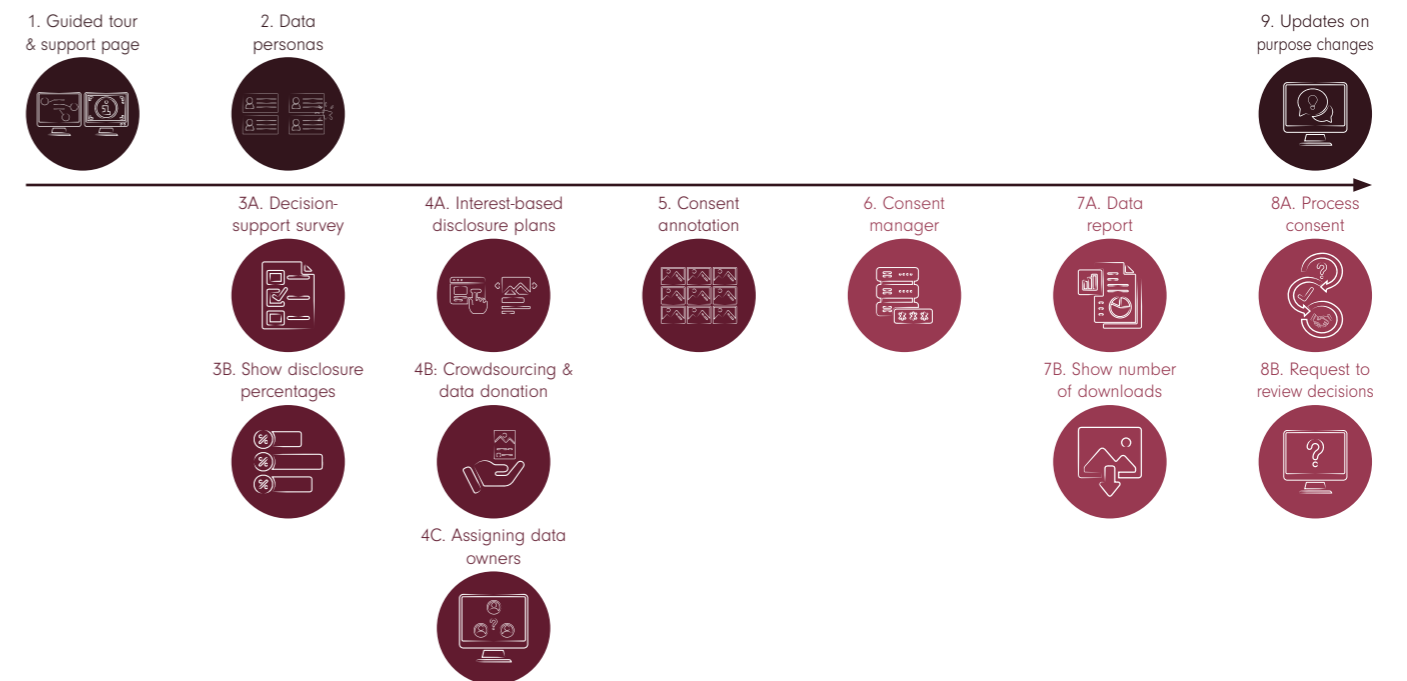 1. Guided tour
& support page
2. Data
personas
9. Updates on
purpose changes
3A. Decision-
support survey
4A. Interest-based
disclosure plans
5. Consent
annotation
6. Consent
manager
7A. Data
report
8A. Process
consent
3B. Show disclosure
percentages
4B: Crowdsourcing &
data donation
7B. Show number
of downloads
8B. Request to
review decisions
4C. Assigning data
owners